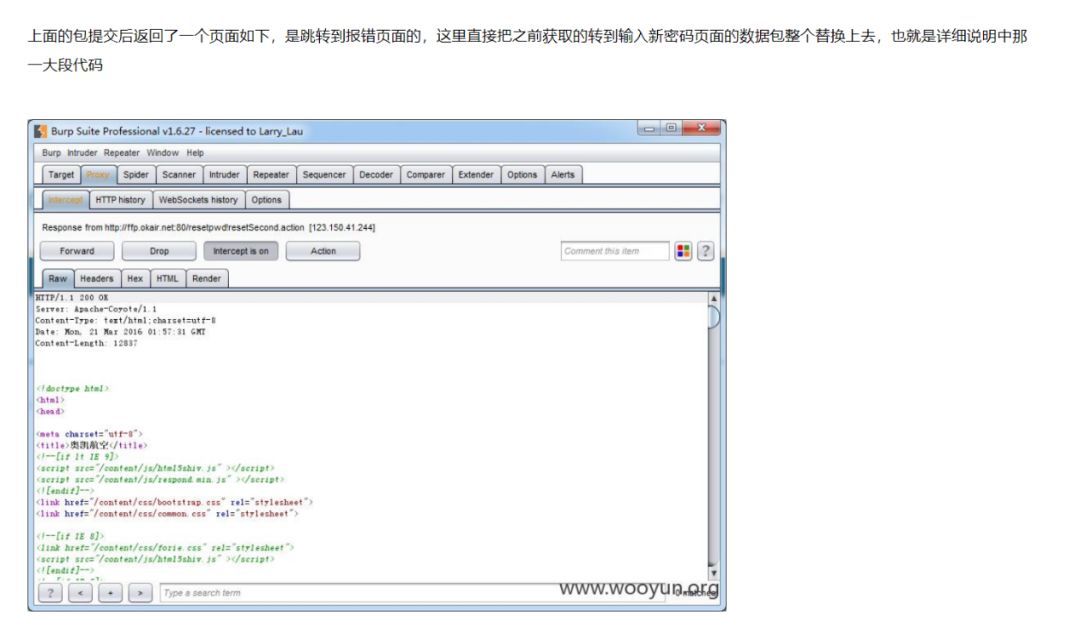 上面的包提交后返回了一个页面如下，是跳转到报错页面的，这里直接把之前获取的转到输入新密码页面的数据包整个替换上去，也就是详细说明中那
一大段代码
Burp Suite Professional v1.6.27 - licensed to Larry_Lau
Burp Intruder Repeater Window Help
Target Proxy Spider Scanner Intruder Repeater Sequencer Decoder Comparer Extender Options Alerts
Intercept HTTP history WebSockets history Options
Response from http://ffp.okair.net:80/resetpwd!resetSecond.action [123.150.41.244]
Forward Drop Intercept is on Action Comment this item ?
Raw Headers Hex HTML Render
HTTP/1.1 200 OK
Server: Apache-Coyote/1.1
Content-Type: text/html;charset=utf-8
Date: Mon, 21 Mar 2016 01:57:31 GMT
Content-Length: 12837
<!doctype html>
<html>
<head>
<meta charset="utf-8">
<title>奥凯航空</title>
<!--[if lt IE 9]>
<script src="/content/js/html5shiv.js" ></script>
<script src="/content/js/respond.min.js" ></script>
<![endif]-->
<link href="/content/css/bootstrap.css" rel="stylesheet">
<link href="/content/css/common.css" rel="stylesheet">
<!--[if IE 8]>
<link href="/content/css/forie.css" rel="stylesheet">
<script src="/content/js/html5shiv.js" ></script>
<![endif]-->
? < + > Type a search term
www.wooyun.org